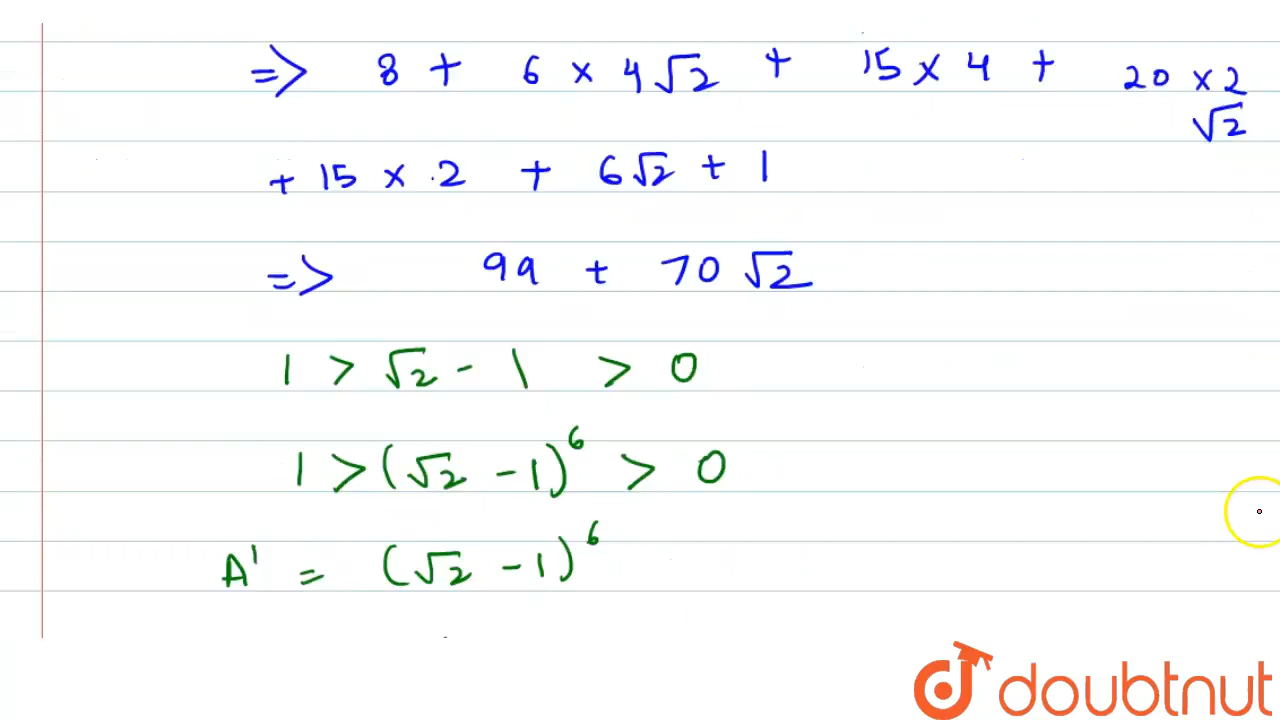 => 8 + 6 × 4√2 + 15 × 4 + 20 × 2
√2
+ 15 × 2 + 6√2 + 1
=> 99 + 70√2
1 > √2 - 1 > 0
1 > (√2 - 1)⁶ > 0
A' = (√2 - 1)⁶
doubtnut